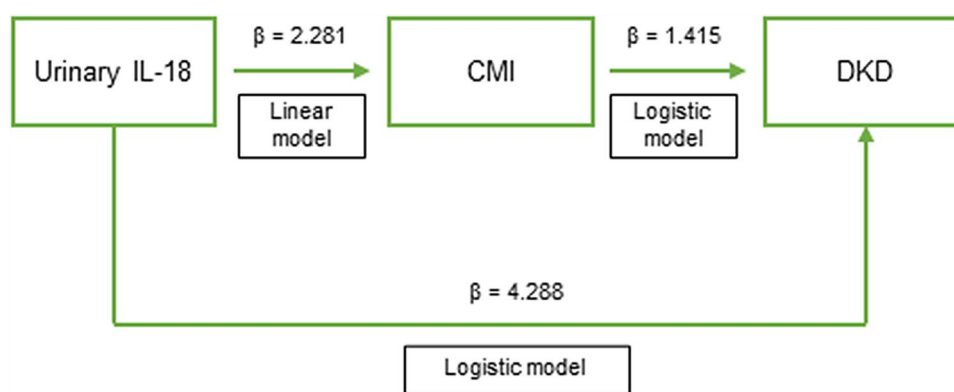 β = 2.281
β = 1.415
Urinary IL-18
CMI
DKD
Linear
model
Logistic
model
β = 4.288
Logistic model